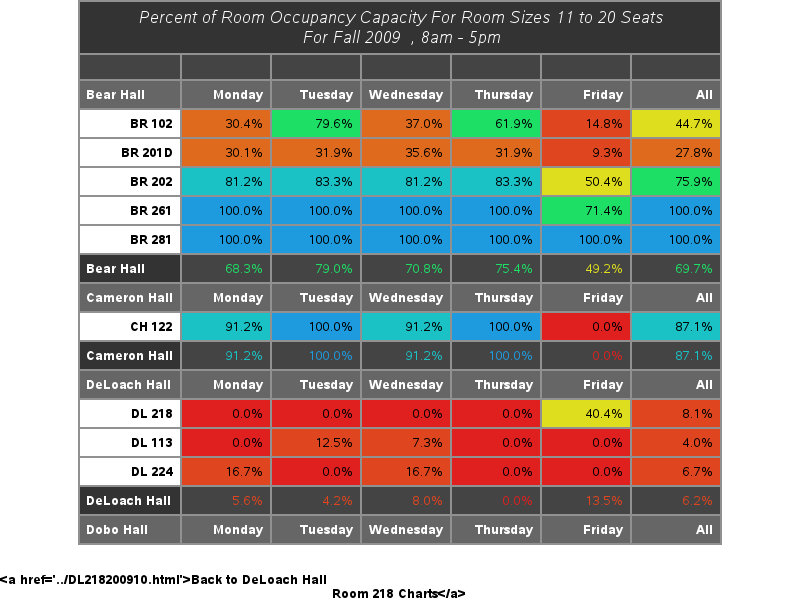 Percent of Room Occupancy Capacity For Room Sizes 11 to 20 Seats
For Fall 2009 , 8am - 5pm
Bear Hall Monday Tuesday Wednesday Thursday Friday All
BR 102 30.4% 79.6% 37.0% 61.9% 14.8% 44.7%
BR 201D 30.1% 31.9% 35.6% 31.9% 9.3% 27.8%
BR 202 81.2% 83.3% 81.2% 83.3% 50.4% 75.9%
BR 261 100.0% 100.0% 100.0% 100.0% 71.4% 100.0%
BR 281 100.0% 100.0% 100.0% 100.0% 100.0% 100.0%
Bear Hall 68.3% 79.0% 70.8% 75.4% 49.2% 69.7%
Cameron Hall Monday Tuesday Wednesday Thursday Friday All
CH 122 91.2% 100.0% 91.2% 100.0% 0.0% 87.1%
Cameron Hall 91.2% 100.0% 91.2% 100.0% 0.0% 87.1%
DeLoach Hall Monday Tuesday Wednesday Thursday Friday All
DL 218 0.0% 0.0% 0.0% 0.0% 40.4% 8.1%
DL 113 0.0% 12.5% 7.3% 0.0% 0.0% 4.0%
DL 224 16.7% 0.0% 16.7% 0.0% 0.0% 6.7%
DeLoach Hall 5.6% 4.2% 8.0% 0.0% 13.5% 6.2%
Dobo Hall Monday Tuesday Wednesday Thursday Friday All
<a href='../DL218200910.html'>Back to DeLoach Hall
Room 218 Charts</a>